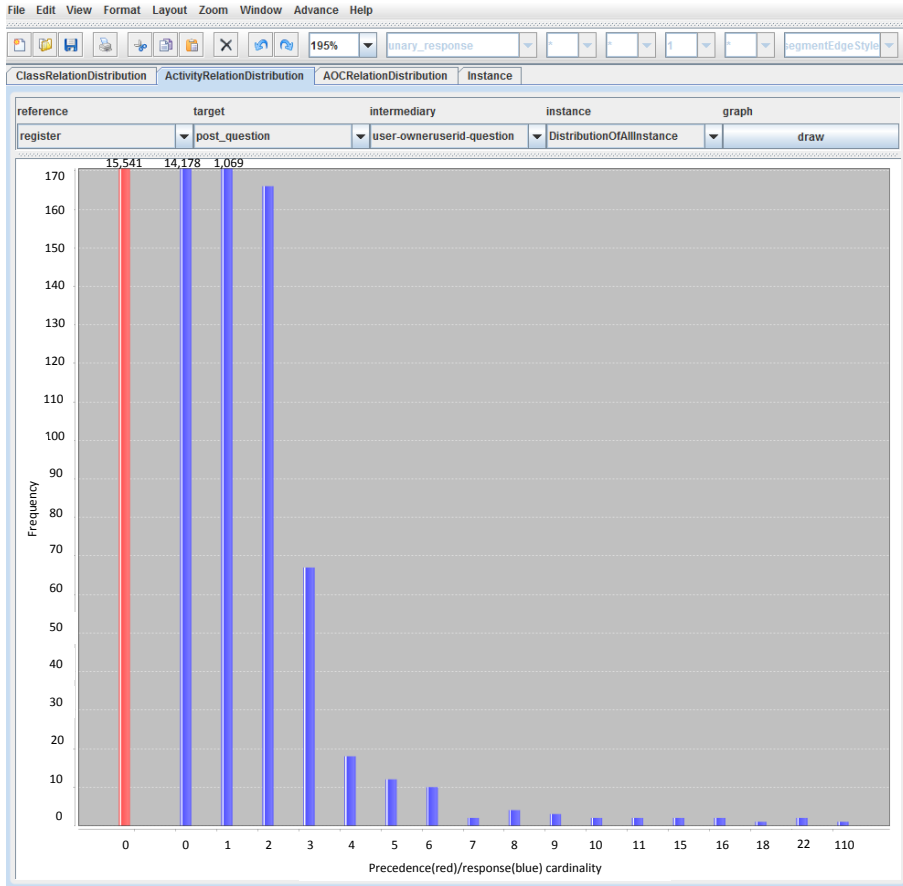 File Edit View Format Layout Zoom Window Advance Help
195% unary_response * * 1 * segmentEdgeStyle
ClassRelationDistribution ActivityRelationDistribution AOCRelationDistribution Instance
reference target intermediary instance graph
register post_question user-owneruserid-question DistributionOfAllInstance draw
15,541 14,178 1,069
170
160
150
140
130
120
110
100
90
80
70
60
50
40
30
20
10
0
Frequency
0 0 1 2 3 4 5 6 7 8 9 10 11 15 16 18 22 110
Precedence(red)/response(blue) cardinality